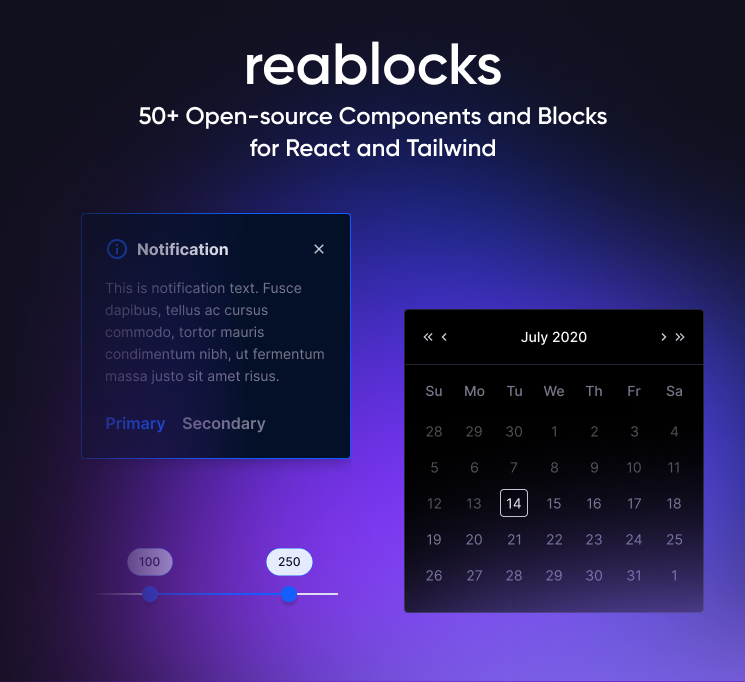 reablocks
50+ Open-source Components and Blocks
for React and Tailwind
Notification
This is notification text. Fusce
dapibus, tellus ac cursus
commodo, tortor mauris
condimentum nibh, ut fermentum
massa justo sit amet risus.
Primary Secondary
July 2020
Su Mo Tu We Th Fr Sa
28 29 30 1 2 3 4
5 6 7 8 9 10 11
12 13 14 15 16 17 18
19 20 21 22 23 24 25
26 27 28 29 30 31 1
100 250